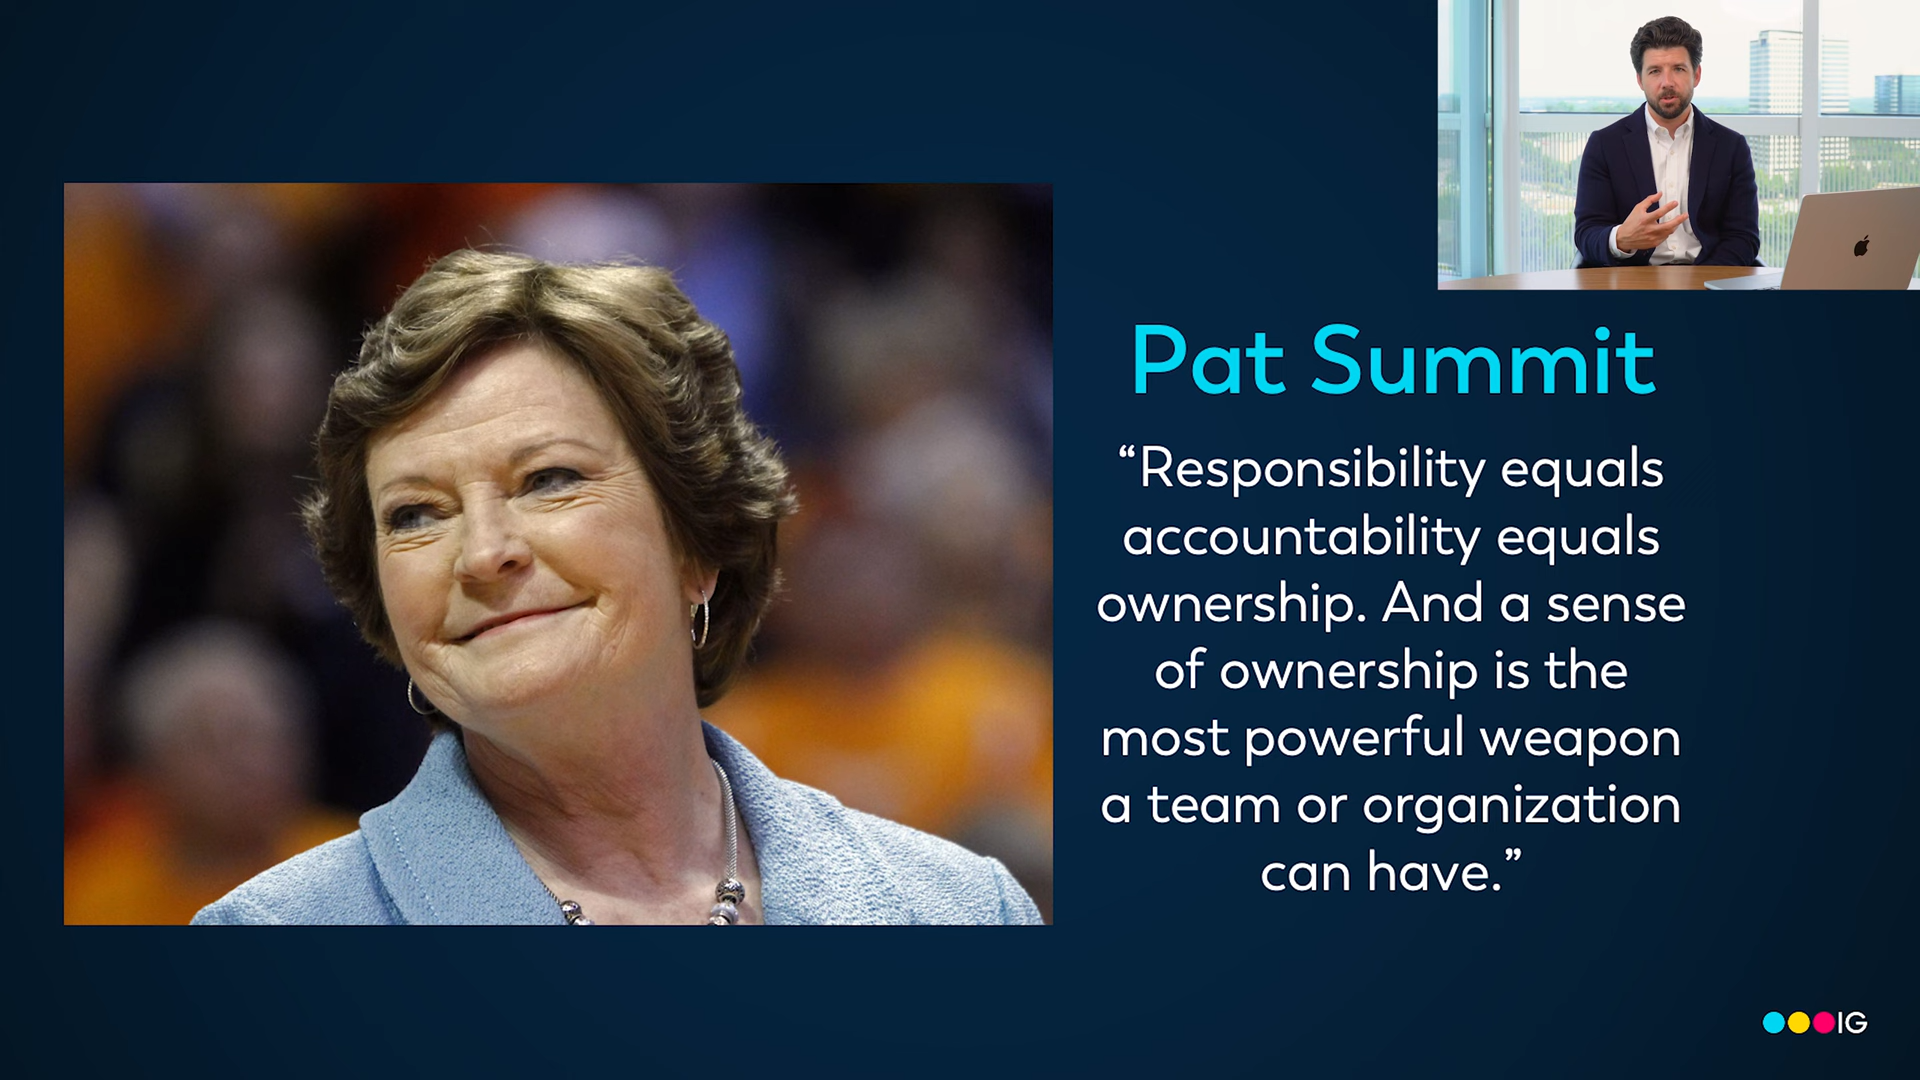 Pat Summit
“Responsibility equals
accountability equals
ownership. And a sense
of ownership is the
most powerful weapon
a team or organization
can have.”
IG